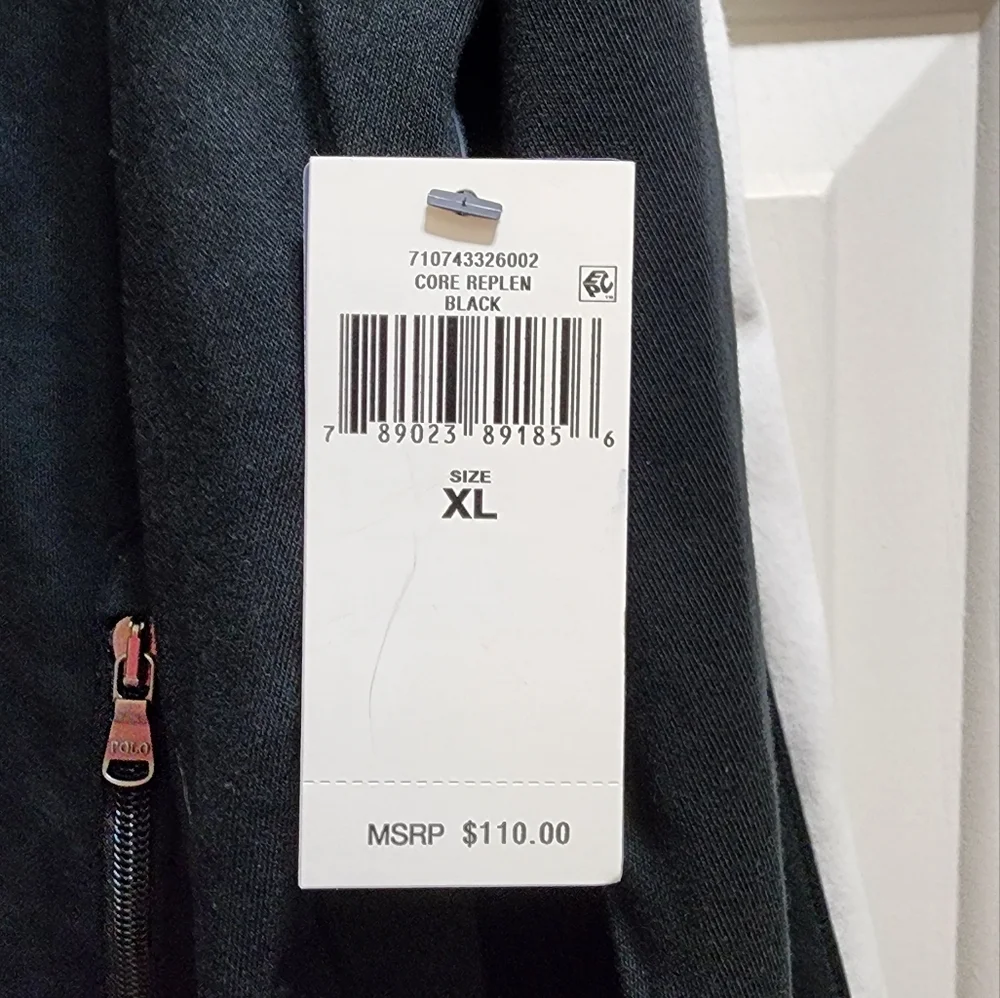 710743326002
CORE REPLEN
BLACK
7 89023 89185 6
SIZE
XL
POLO
MSRP $110.00